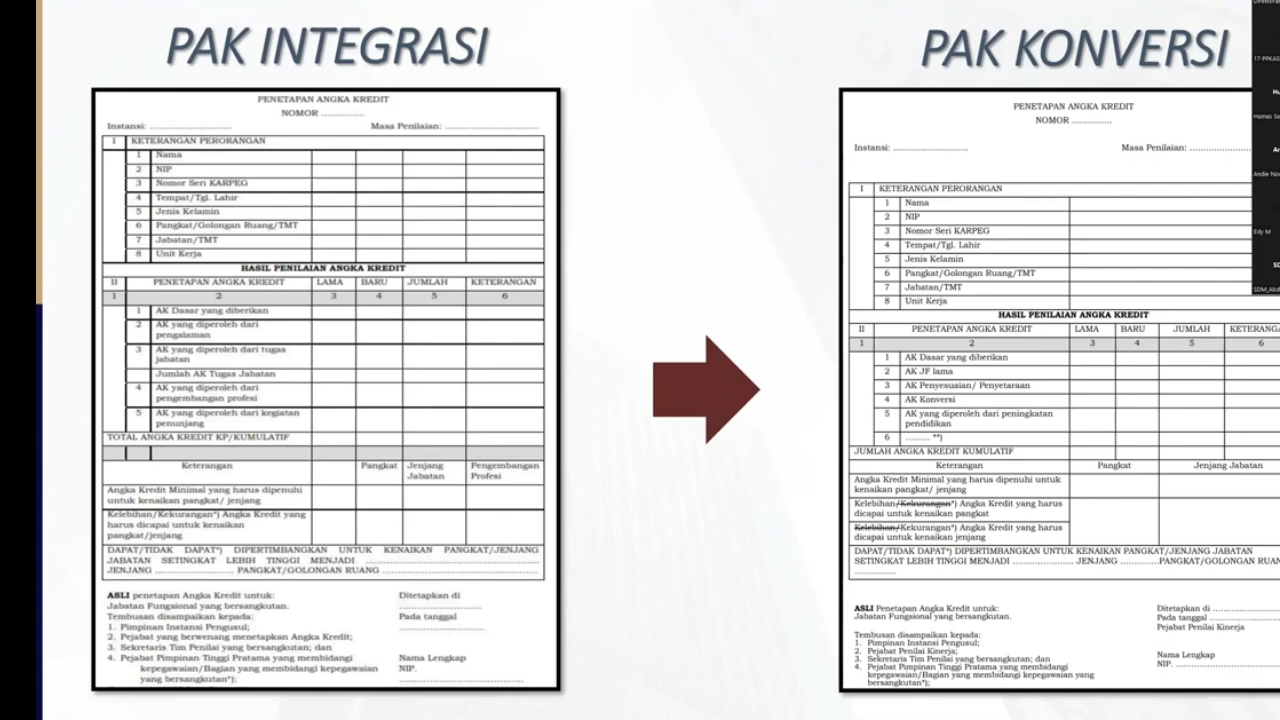 PAK INTEGRASI
PENETAPAN ANGKA KREDIT
NOMOR ..............
Instansi: ........................... Masa Penilaian: ...............................
I KETERANGAN PERORANGAN
1 Nama
2 NIP
3 Nomor Seri KARPEG
4 Tempat/Tgl. Lahir
5 Jenis Kelamin
6 Pangkat/Golongan Ruang/TMT
7 Jabatan/TMT
8 Unit Kerja
HASIL PENILAIAN ANGKA KREDIT
II PENETAPAN ANGKA KREDIT LAMA BARU JUMLAH KETERANGAN
1 2 3 4 5 6
1 AK Dasar yang diberikan
2 AK yang diperoleh dari
pengalaman
3 AK yang diperoleh dari tugas
jabatan
Jumlah AK Tugas Jabatan
4 AK yang diperoleh dari
pengembangan profesi
5 AK yang diperoleh dari kegiatan
penunjang
TOTAL ANGKA KREDIT KP/KUMULATIF
Keterangan Pangkat Jenjang Pengembangan
Jabatan Profesi
Angka Kredit Minimal yang harus dipenuhi
untuk kenaikan pangkat/ jenjang
Kelebihan/Kekurangan*) Angka Kredit yang
harus dicapai untuk kenaikan
pangkat/jenjang
DAPAT/TIDAK DAPAT*) DIPERTIMBANGKAN UNTUK KENAIKAN PANGKAT/JENJANG
JABATAN SETINGKAT LEBIH TINGGI MENJADI ..........................................................
JENJANG .......................... PANGKAT/GOLONGAN RUANG ....................................................
ASLI penetapan Angka Kredit untuk:
Jabatan Fungsional yang bersangkutan.
Tembusan disampaikan kepada:
1. Pimpinan Instansi Pengusul;
2. Pejabat yang berwenang menetapkan Angka Kredit;
3. Sekretaris Tim Penilai yang bersangkutan; dan
4. Pejabat Pimpinan Tinggi Pratama yang membidangi
kepegawaian/Bagian yang membidangi kepegawaian
yang bersangkutan*);
Ditetapkan di
...........................
Pada tanggal
............................
Nama Lengkap
NIP.
.........................................
PAK KONVERSI
PENETAPAN ANGKA KREDIT
NOMOR ..............
Instansi: ......................... Masa Penilaian: .....................
I KETERANGAN PERORANGAN
1 Nama
2 NIP
3 Nomor Seri KARPEG
4 Tempat/Tgl. Lahir
5 Jenis Kelamin
6 Pangkat/Golongan Ruang/TMT
7 Jabatan/TMT
8 Unit Kerja
HASIL PENILAIAN ANGKA KREDIT
II PENETAPAN ANGKA KREDIT LAMA BARU JUMLAH KETERANGA
1 2 3 4 5 6
1 AK Dasar yang diberikan
2 AK JF lama
3 AK Penyesuaian/ Penyetaraan
4 AK Konversi
5 AK yang diperoleh dari peningkatan
pendidikan
6 ......... **)
JUMLAH ANGKA KREDIT KUMULATIF
Keterangan Pangkat Jenjang Jabatan
Angka Kredit Minimal yang harus dipenuhi untuk
kenaikan pangkat/ jenjang
Kelebihan/Kekurangan*) Angka Kredit yang harus
dicapai untuk kenaikan pangkat
Kelebihan/Kekurangan*) Angka Kredit yang harus
dicapai untuk kenaikan jenjang
DAPAT/TIDAK DAPAT*) DIPERTIMBANGKAN UNTUK KENAIKAN PANGKAT/JENJANG JABATAN
SETINGKAT LEBIH TINGGI MENJADI ...................... JENJANG .............PANGKAT/GOLONGAN RUAN
..............
ASLI Penetapan Angka Kredit untuk:
Jabatan Fungsional yang bersangkutan.
Tembusan disampaikan kepada:
1. Pimpinan Instansi Pengusul;
2. Pejabat Penilai Kinerja;
3. Sekretaris Tim Penilai yang bersangkutan; dan
4. Pejabat Pimpinan Tinggi Pratama yang membidangi
kepegawaian/Bagian yang membidangi kepegawaian yang
bersangkutan*);
Ditetapkan di .......................
Pada tanggal ........................
Pejabat Penilai Kinerja
Nama Lengkap
NIP. ...................................
Edy M